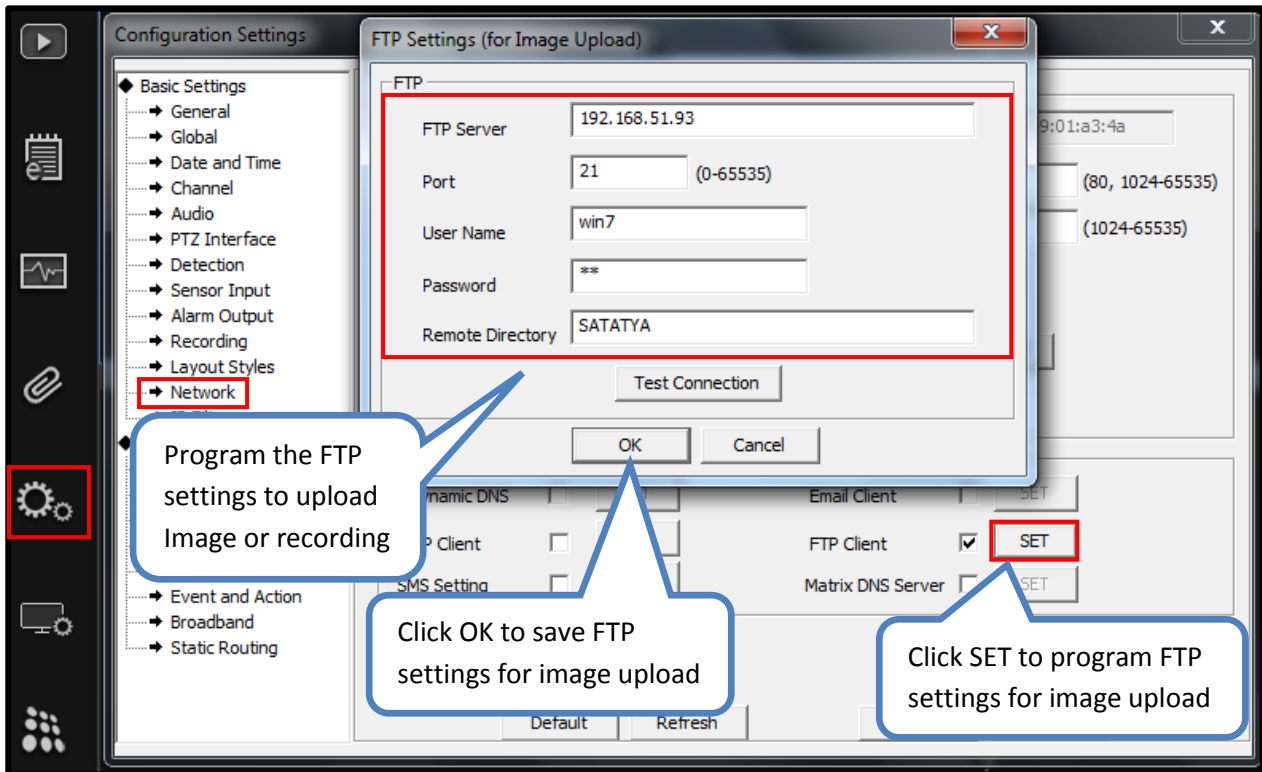 Configuration Settings
x
FTP Settings (for Image Upload)
x
Basic Settings
General
Global
Date and Time
Channel
Audio
PTZ Interface
Detection
Sensor Input
Alarm Output
Recording
Layout Styles
Network
FTP
FTP Server 192.168.51.93
Port 21 (0-65535)
User Name win7
Password **
Remote Directory SATATYA
Test Connection
OK Cancel
9:01:a3:4a
(80, 1024-65535)
(1024-65535)
Program the FTP
settings to upload
Image or recording
Event and Action
Broadband
Static Routing
Email Client SET
FTP Client SET
SMS Setting Matrix DNS Server SET
Click OK to save FTP
settings for image upload
Click SET to program FTP
settings for image upload
Default Refresh